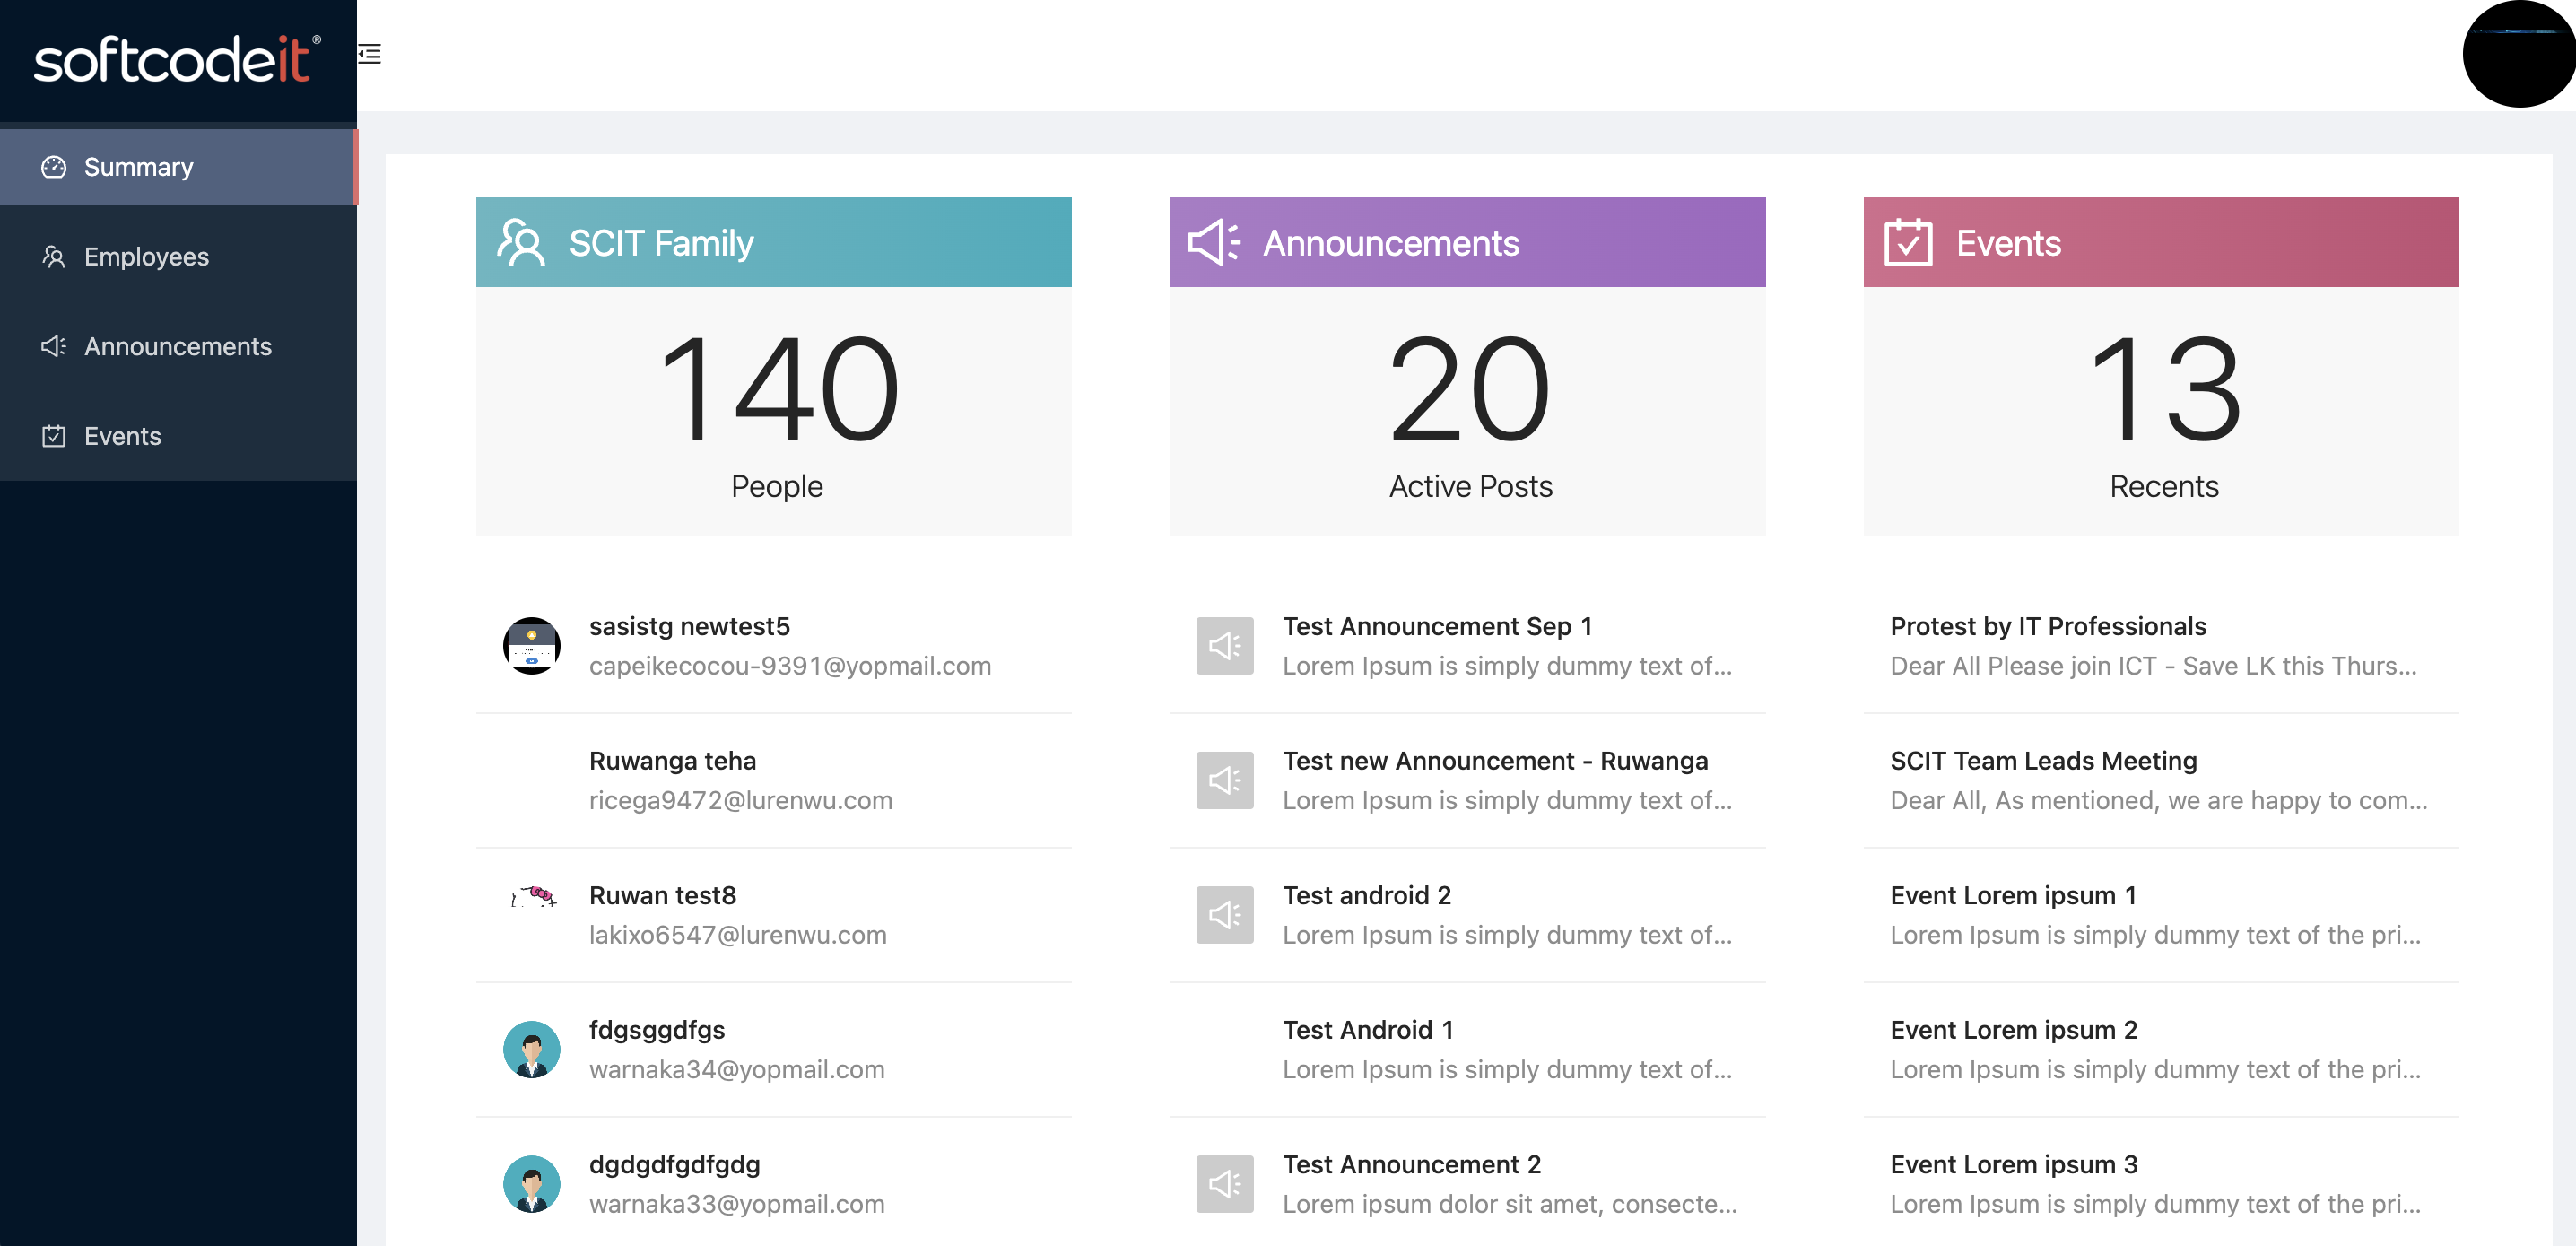 softcodeit®
Summary
Employees
Announcements
Events
SCIT Family
140
People
sasistg newtest5
capeikecocou-9391@yopmail.com
Ruwanga teha
ricega9472@lurenwu.com
Ruwan test8
lakixo6547@lurenwu.com
fdgsggdfgs
warnaka34@yopmail.com
dgdgdfgdfgdg
warnaka33@yopmail.com
Announcements
20
Active Posts
Test Announcement Sep 1
Lorem Ipsum is simply dummy text of...
Test new Announcement - Ruwanga
Lorem Ipsum is simply dummy text of...
Test android 2
Lorem Ipsum is simply dummy text of...
Test Android 1
Lorem Ipsum is simply dummy text of...
Test Announcement 2
Lorem ipsum dolor sit amet, consecte...
Events
13
Recents
Protest by IT Professionals
Dear All Please join ICT - Save LK this Thurs...
SCIT Team Leads Meeting
Dear All, As mentioned, we are happy to com...
Event Lorem ipsum 1
Lorem Ipsum is simply dummy text of the pri...
Event Lorem ipsum 2
Lorem Ipsum is simply dummy text of the pri...
Event Lorem ipsum 3
Lorem Ipsum is simply dummy text of the pri...